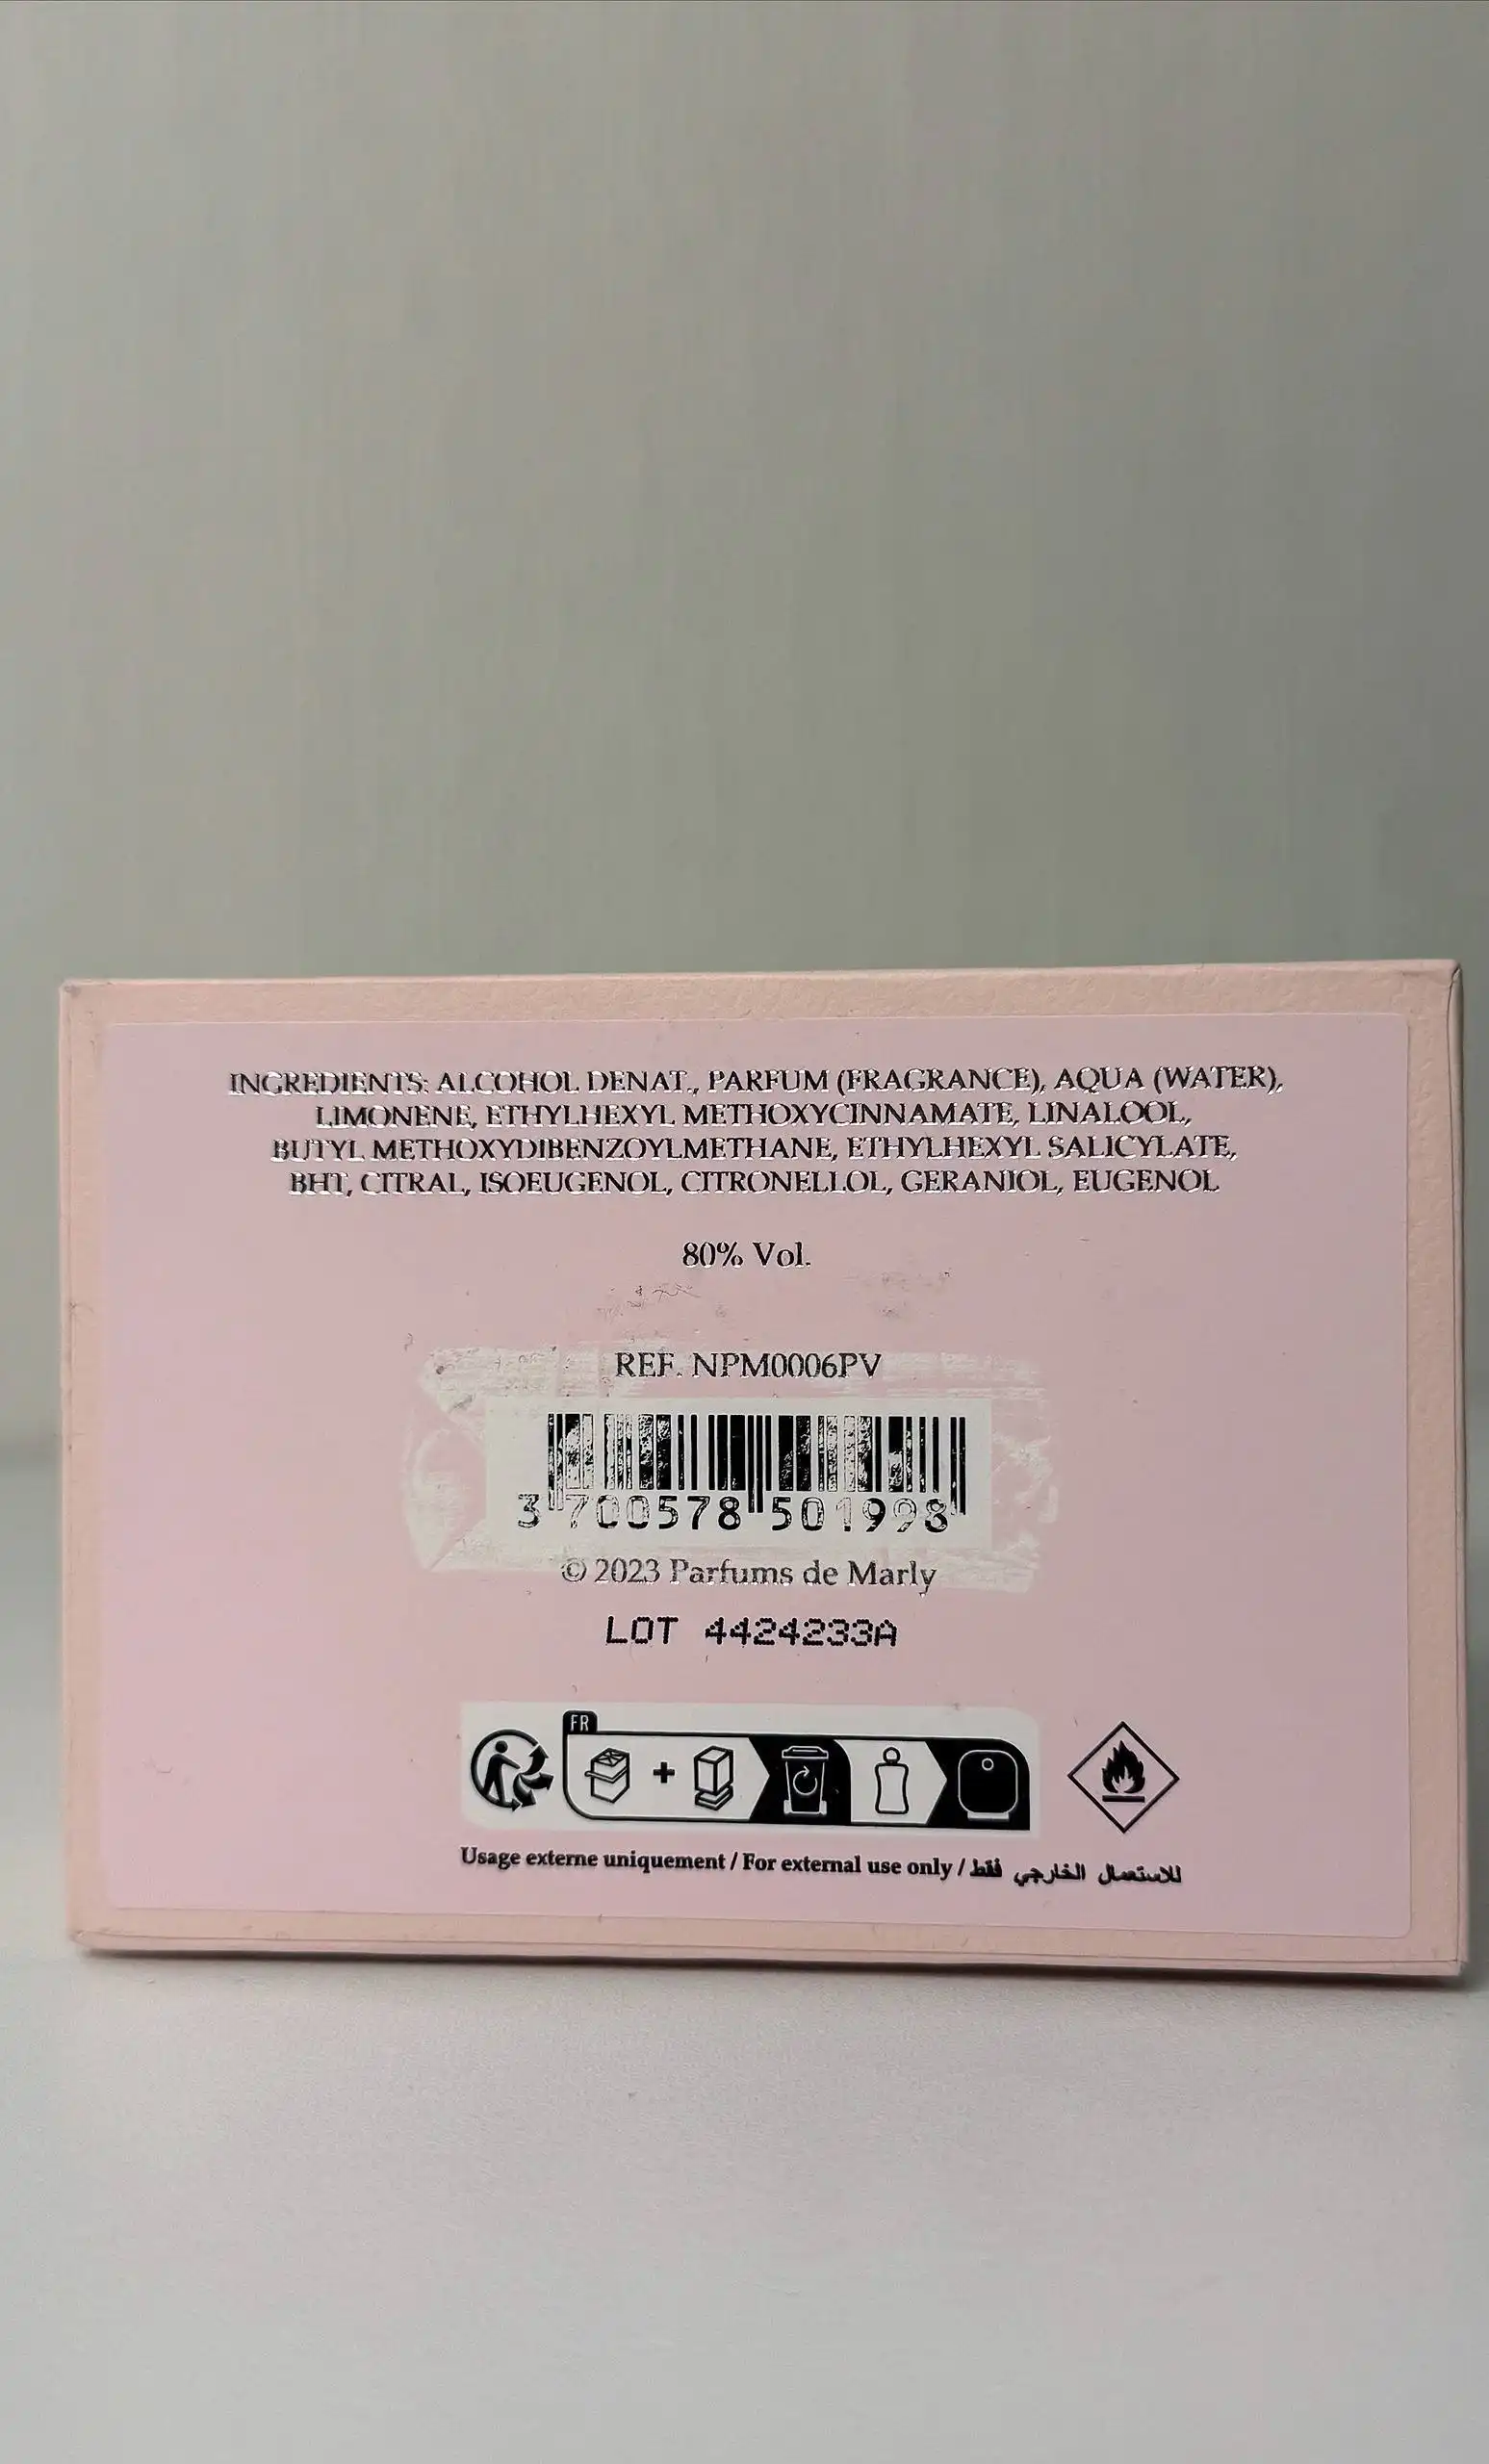 INGREDIENTS: ALCOHOL DENAT., PARFUM (FRAGRANCE), AQUA (WATER),
LIMONENE, ETHYLHEXYL METHOXYCINNAMATE, LINALOOL,
BUTYL METHOXYDIBENZOYLMETHANE, ETHYLHEXYL SALICYLATE,
BHT, CITRAL, ISOEUGENOL, CITRONELLOL, GERANIOL, EUGENOL
80% Vol.
REF. NPM0006PV
3 700578 501998
© 2023 Parfums de Marly
LOT 4424233A
FR
Usage externe uniquement / For external use only / للاستعمال الخارجي فقط